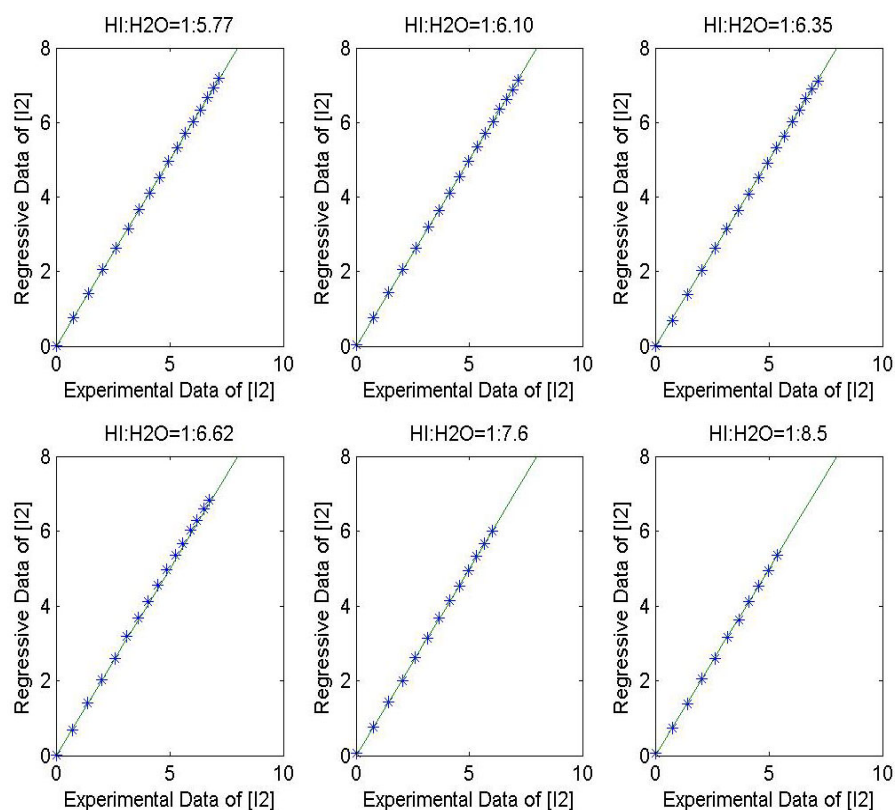 HI:H2O=1:5.77
HI:H2O=1:6.10
HI:H2O=1:6.35
Regressive Data of [I2]
8
6
4
2
0
0 5 10
Experimental Data of [I2]
Regressive Data of [I2]
8
6
4
2
0
0 5 10
Experimental Data of [I2]
Regressive Data of [I2]
8
6
4
2
0
0 5 10
Experimental Data of [I2]
HI:H2O=1:6.62
HI:H2O=1:7.6
HI:H2O=1:8.5
Regressive Data of [I2]
8
6
4
2
0
0 5 10
Experimental Data of [I2]
Regressive Data of [I2]
8
6
4
2
0
0 5 10
Experimental Data of [I2]
Regressive Data of [I2]
8
6
4
2
0
0 5 10
Experimental Data of [I2]